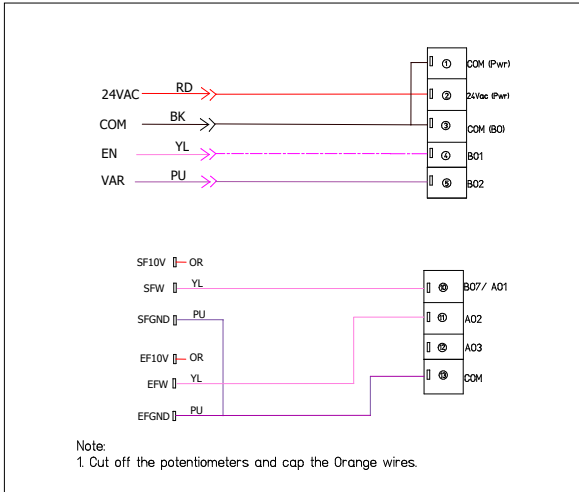 ① COM (Pwr)
24VAC RD ② 24Vac (Pwr)
COM BK ③ COM (BO)
EN YL ④ BO1
VAR PU ⑤ BO2
SF10V OR
SFW YL ⑩ BO7/ AO1
SFGND PU ⑪ AO2
⑫ AO3
EF10V OR
EFW YL ⑬ COM
EFGND PU
Note:
1. Cut off the potentiometers and cap the Orange wires.